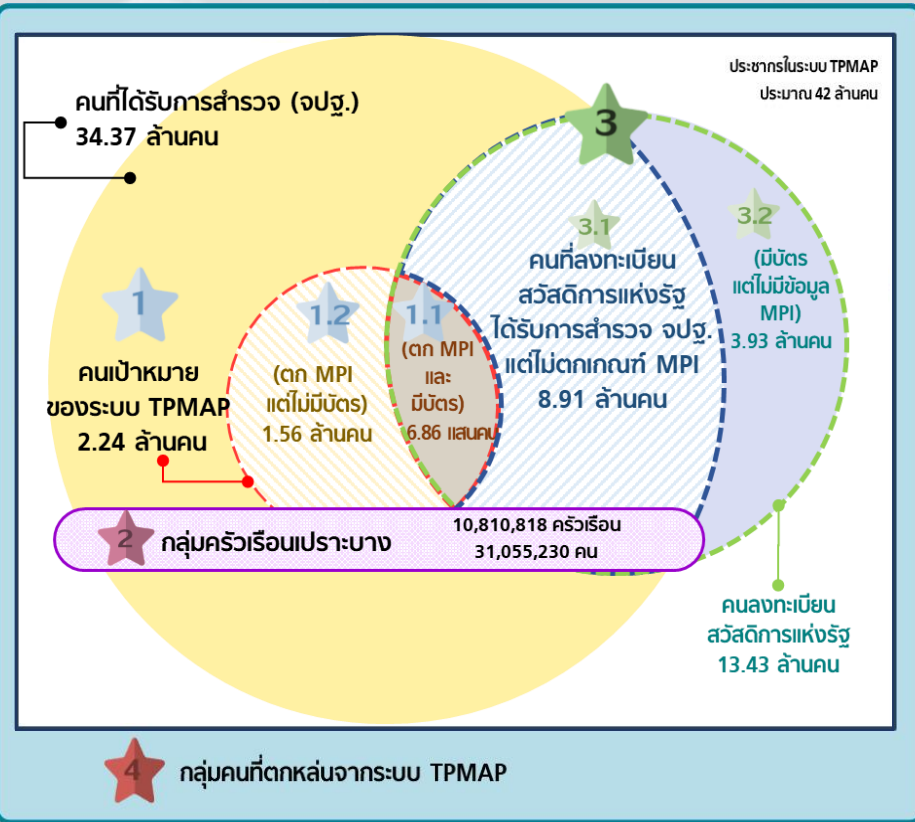 ประชากรในระบบ TPMAP
ประมาณ 42 ล้านคน
คนที่ได้รับการสำรวจ (จปฐ.)
34.37 ล้านคน
3
3.1
คนที่ลงทะเบียน
สวัสดิการแห่งรัฐ
ได้รับการสำรวจ จปฐ.
แต่ไม่ตกเกณฑ์ MPI
8.91 ล้านคน
3.2
(มีบัตร
แต่ไม่มีข้อมูล
MPI)
3.93 ล้านคน
1
คนเป้าหมาย
ของระบบ TPMAP
2.24 ล้านคน
1.2
(ตก MPI
แต่ไม่มีบัตร)
1.56 ล้านคน
1.1
(ตก MPI
และ
มีบัตร)
6.86 แสนคน
2
กลุ่มครัวเรือนเปราะบาง
10,810,818 ครัวเรือน
31,055,230 คน
คนลงทะเบียน
สวัสดิการแห่งรัฐ
13.43 ล้านคน
4
กลุ่มคนที่ตกหล่นจากระบบ TPMAP